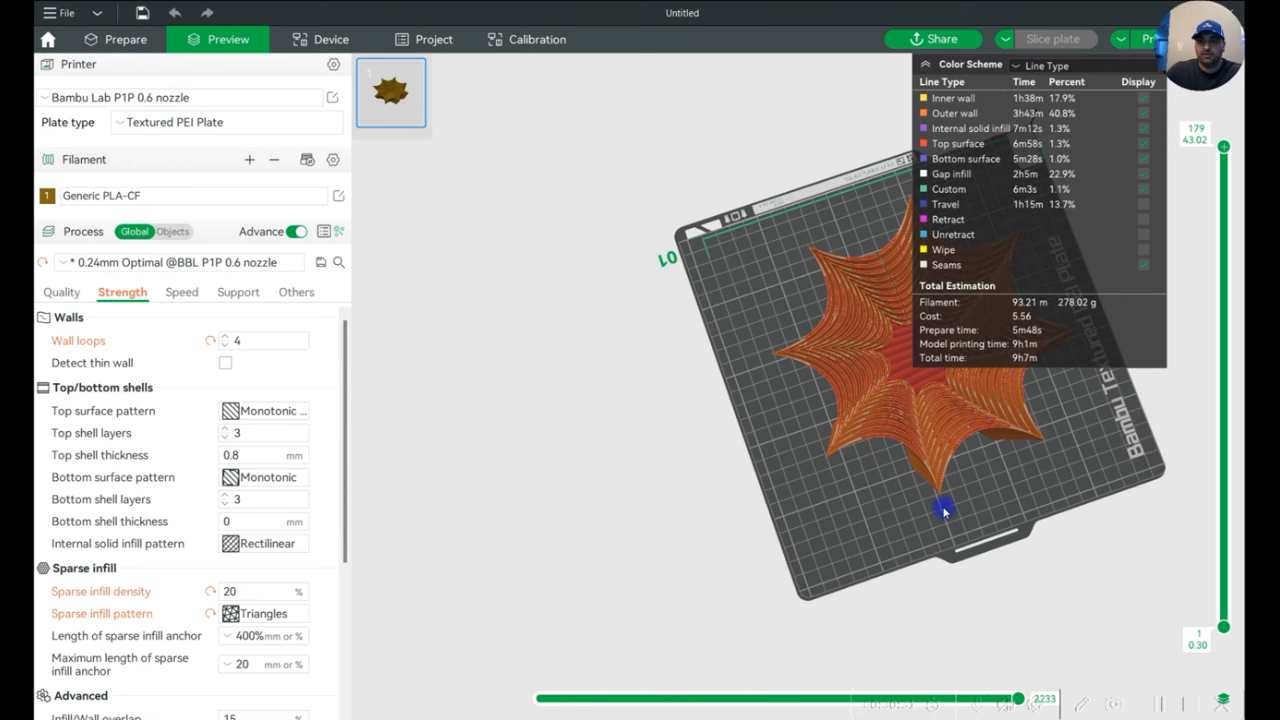 File
Untitled
Prepare
Preview
Device
Project
Calibration
Share
Slice plate
Pr
Printer
Bambu Lab P1P 0.6 nozzle
Plate type
Textured PEI Plate
Filament
1
Generic PLA-CF
Process
Global
Objects
Advance
* 0.24mm Optimal @BBL P1P 0.6 nozzle
Quality
Strength
Speed
Support
Others
Walls
Wall loops
4
Detect thin wall
Top/bottom shells
Top surface pattern
Monotonic ...
Top shell layers
3
Top shell thickness
0.8 mm
Bottom surface pattern
Monotonic
Bottom shell layers
3
Bottom shell thickness
0 mm
Internal solid infill pattern
Rectilinear
Sparse infill
Sparse infill density
20 %
Sparse infill pattern
Triangles
Length of sparse infill anchor
400% mm or %
Maximum length of sparse
infill anchor
20 mm or %
Advanced
Infill/Wall overlap
15
1
01
Bambu Textured PEI Plate
Color Scheme
Line Type
Line Type Time Percent Display
Inner wall 1h38m 17.9%
Outer wall 3h43m 40.8%
Internal solid infill 7m12s 1.3%
Top surface 6m58s 1.3%
Bottom surface 5m28s 1.0%
Gap infill 2h5m 22.9%
Custom 6m3s 1.1%
Travel 1h15m 13.7%
Retract
Unretract
Wipe
Seams
Total Estimation
Filament: 93.21 m 278.02 g
Cost: 5.56
Prepare time: 5m48s
Model printing time: 9h1m
Total time: 9h7m
179
43.02
1
0.30
2233